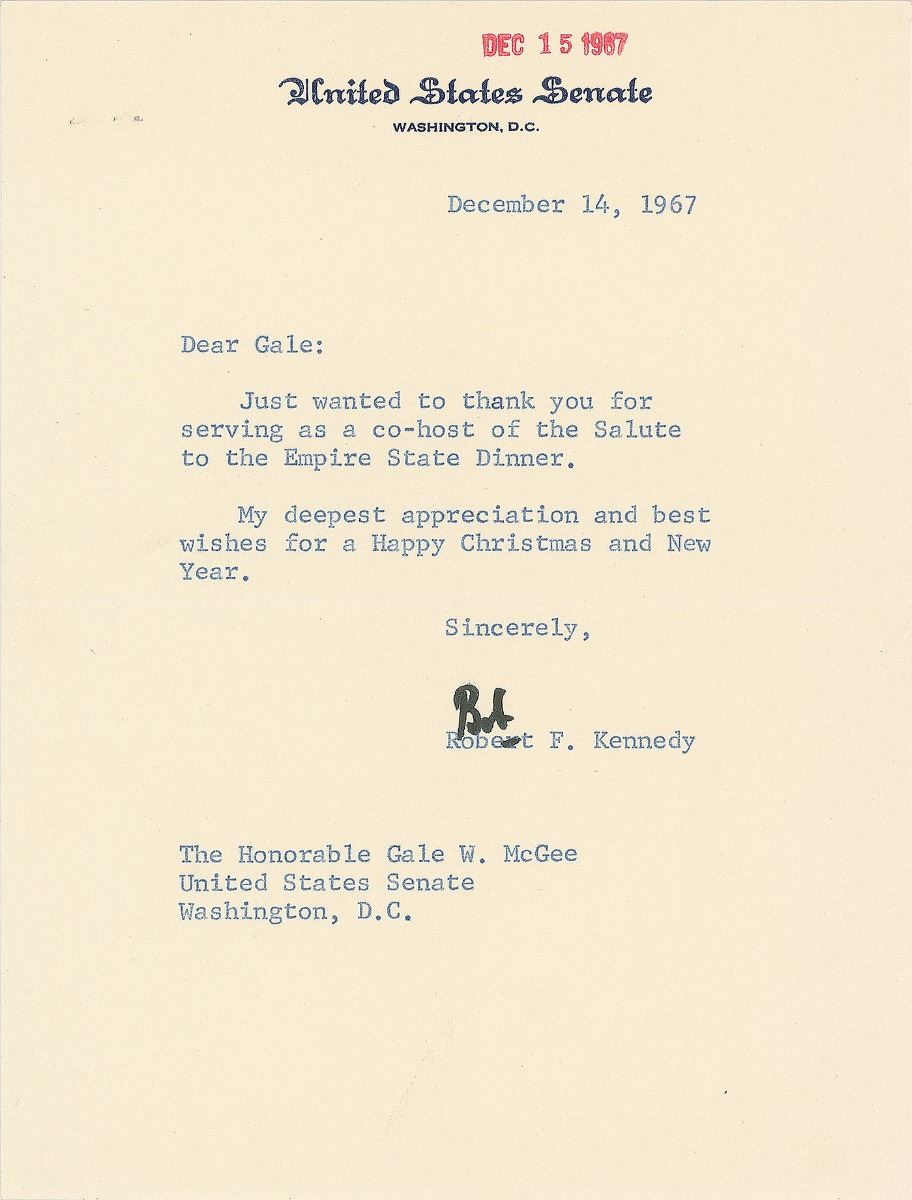 DEC 15 1967
United States Senate
WASHINGTON, D.C.
December 14, 1967
Dear Gale:
Just wanted to thank you for
serving as a co-host of the Salute
to the Empire State Dinner.
My deepest appreciation and best
wishes for a Happy Christmas and New
Year.
Sincerely,
Robert F. Kennedy
The Honorable Gale W. McGee
United States Senate
Washington, D.C.